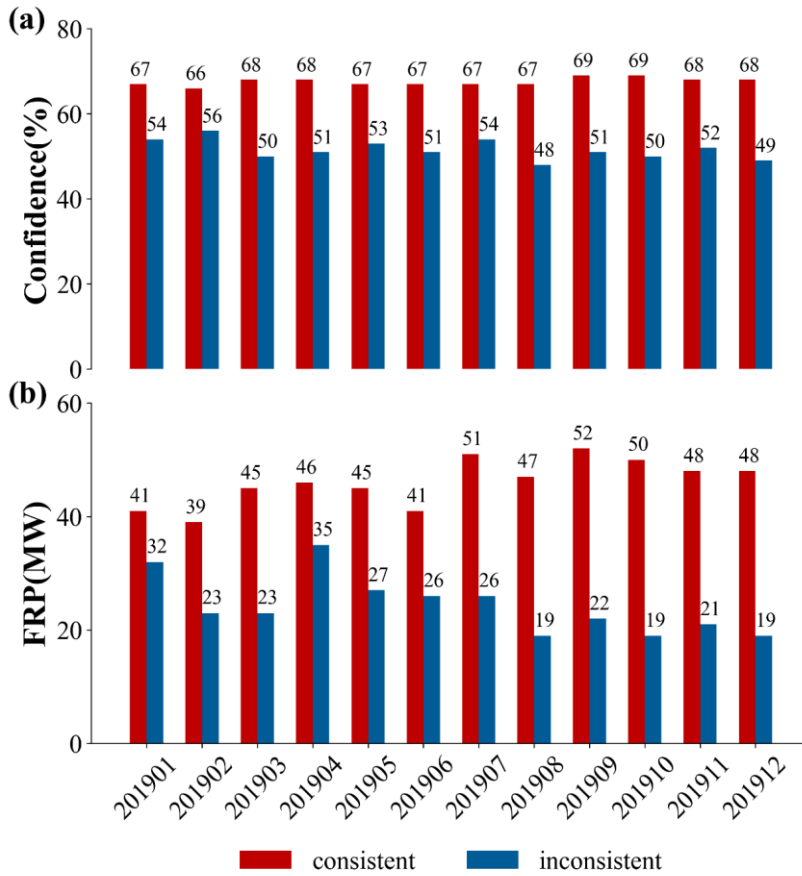 (a)
80
60
40
20
0
Confidence(%)
67 66 68 68 67 67 67 67 69 69 68 68
54 56 50 51 53 51 54 48 51 50 52 49
(b)
60
40
20
0
FRP(MW)
41 39 45 46 45 41 51 47 52 50 48 48
32 23 23 35 27 26 26 19 22 19 21 19
201901 201902 201903 201904 201905 201906 201907 201908 201909 201910 201911 201912
consistent inconsistent